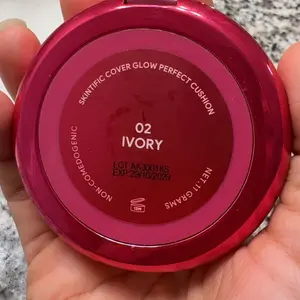 SKINTIFIC COVER GLOW PERFECT CUSHION
02
IVORY
NON-COMEDOGENIC
NET.11 GRAMS